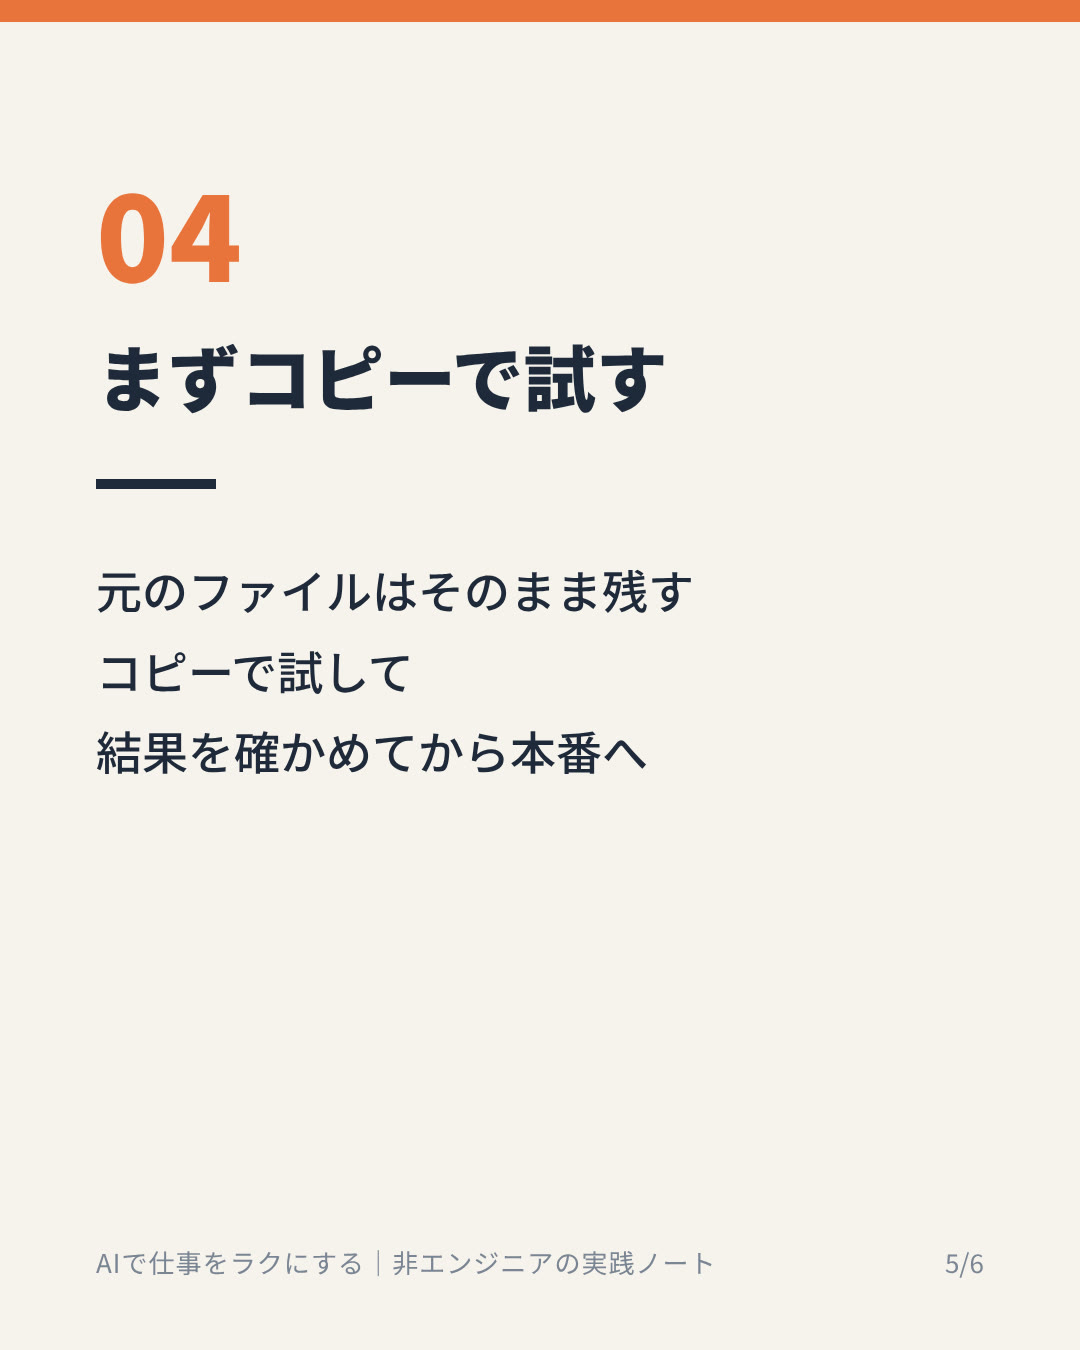 04
まずコピーで試す
元のファイルはそのまま残す
コピーで試して
結果を確かめてから本番へ
AIで仕事をラクにする｜非エンジニアの実践ノート
5/6